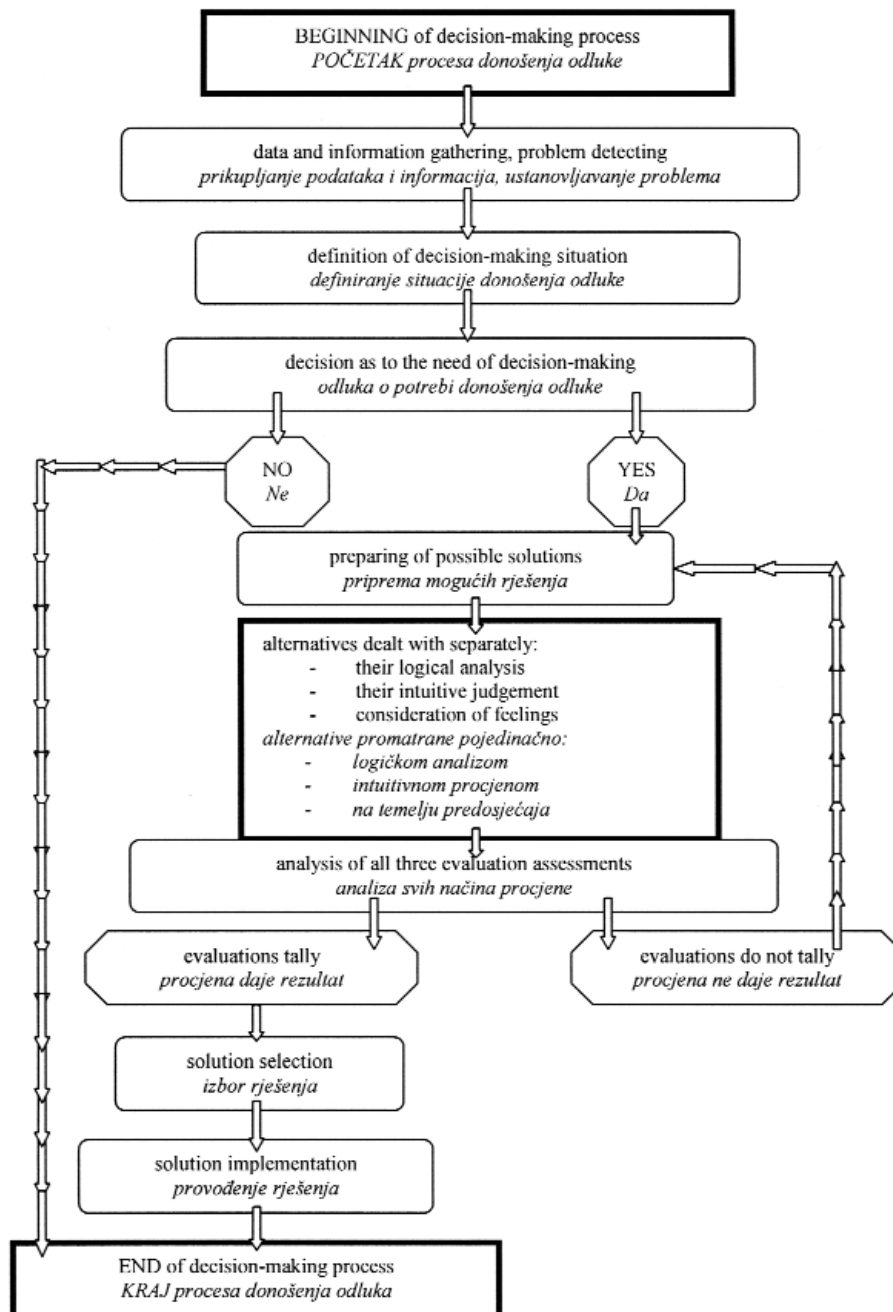 BEGINNING of decision-making process
POČETAK procesa donošenja odluke
data and information gathering, problem detecting
prikupljanje podataka i informacija, ustanovljavanje problema
definition of decision-making situation
definiranje situacije donošenja odluke
decision as to the need of decision-making
odluka o potrebi donošenja odluke
NO
Ne
YES
Da
preparing of possible solutions
priprema mogućih rješenja
alternatives dealt with separately:
- their logical analysis
- their intuitive judgement
- consideration of feelings
alternative promatrane pojedinačno:
- logičkom analizom
- intuitivnom procjenom
- na temelju predosjećaja
analysis of all three evaluation assessments
analiza svih načina procjene
evaluations tally
procjena daje rezultat
evaluations do not tally
procjena ne daje rezultat
solution selection
izbor rješenja
solution implementation
provođenje rješenja
END of decision-making process
KRAJ procesa donošenja odluka